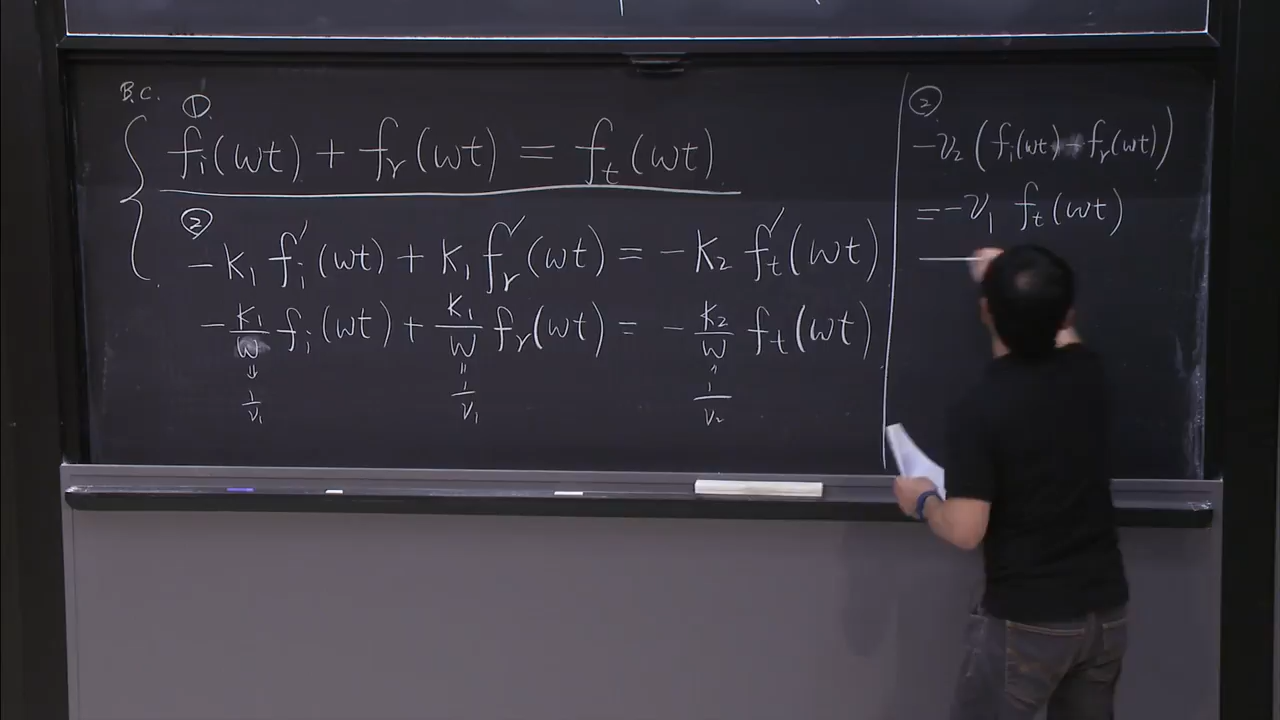 B.C. ①
fᵢ(ωt) + fᵣ(ωt) = fₜ(ωt)
②
-k₁ fᵢ'(ωt) + k₁ fᵣ'(ωt) = -k₂ fₜ'(ωt)
-k₁/ω fᵢ(ωt) + k₁/ω fᵣ(ωt) = -k₂/ω fₜ(ωt)
1/v₁ 1/v₁ 1/v₂
②
-v₂ (fᵢ(ωt) - fᵣ(ωt))
= -v₁ fₜ(ωt)